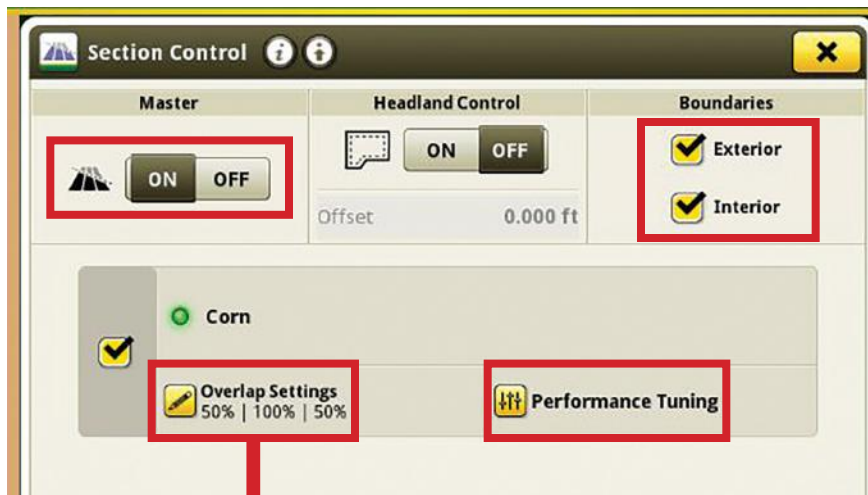 Section Control
Master
Headland Control
Boundaries
ON OFF
ON OFF
Exterior
Offset 0.000 ft
Interior
Corn
Overlap Settings
50% | 100% | 50%
Performance Tuning